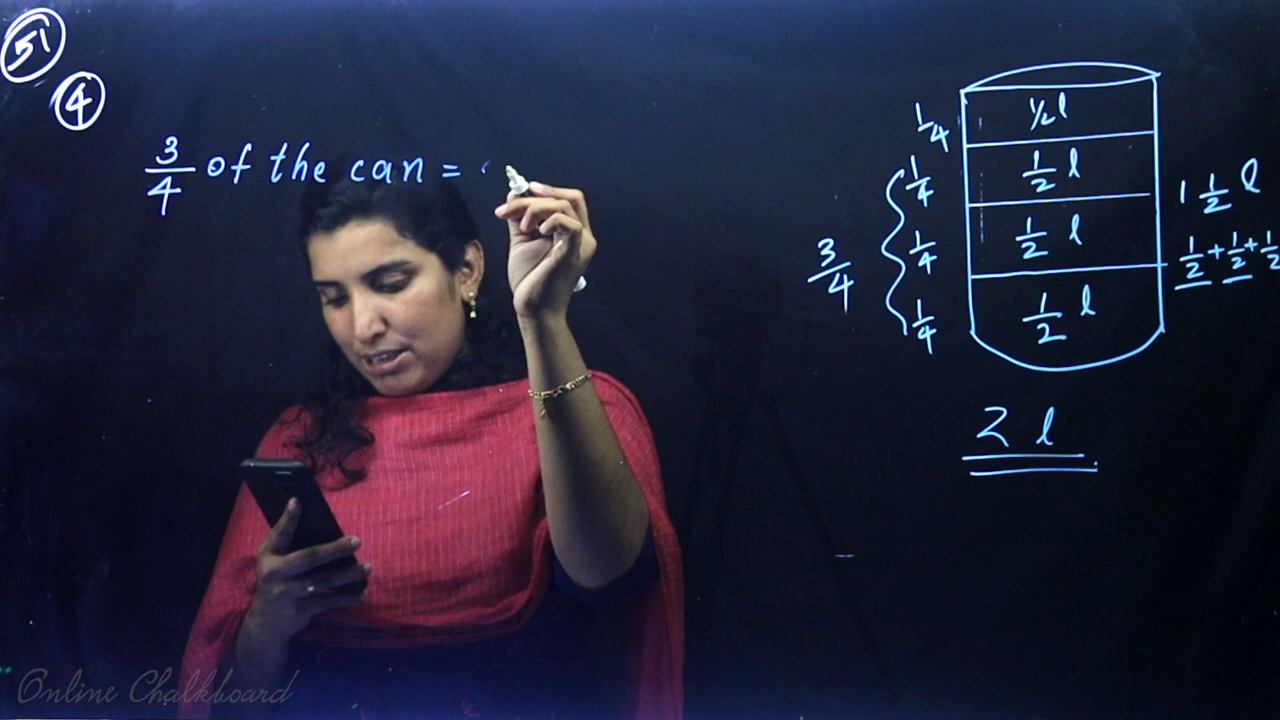 51
4
3/4 of the can =
1/4 1/2 l
1/4 1/2 l
1 1/2 l
3/4 1/4 1/2 l
1/2 + 1/2 + 1/2
1/4 1/2 l
2 l
Online Chalkboard